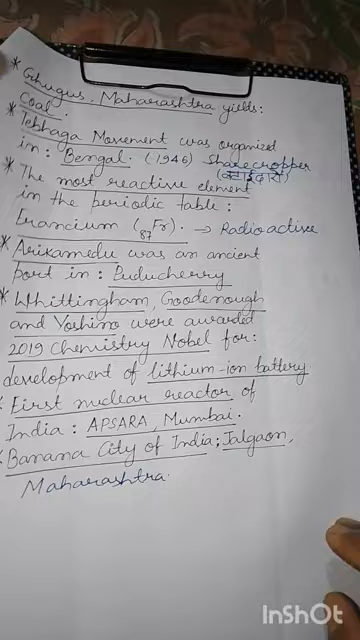 * Ghugus, Maharashtra yields:
Coal.
* Tebhaga Movement was organized
in: Bengal. (1946) Sharecropper
* The most reactive element
in the periodic table:
Francium (87Fr). → Radioactive
* Arikamedu was an ancient
port in: Puducherry
* Whittingham, Goodenough
and Yoshino were awarded
2019 Chemistry Nobel for:
development of lithium-ion battery.
* First nuclear reactor of
India: APSARA, Mumbai.
* Banana City of India: Jalgaon,
Maharashtra.
InShOt